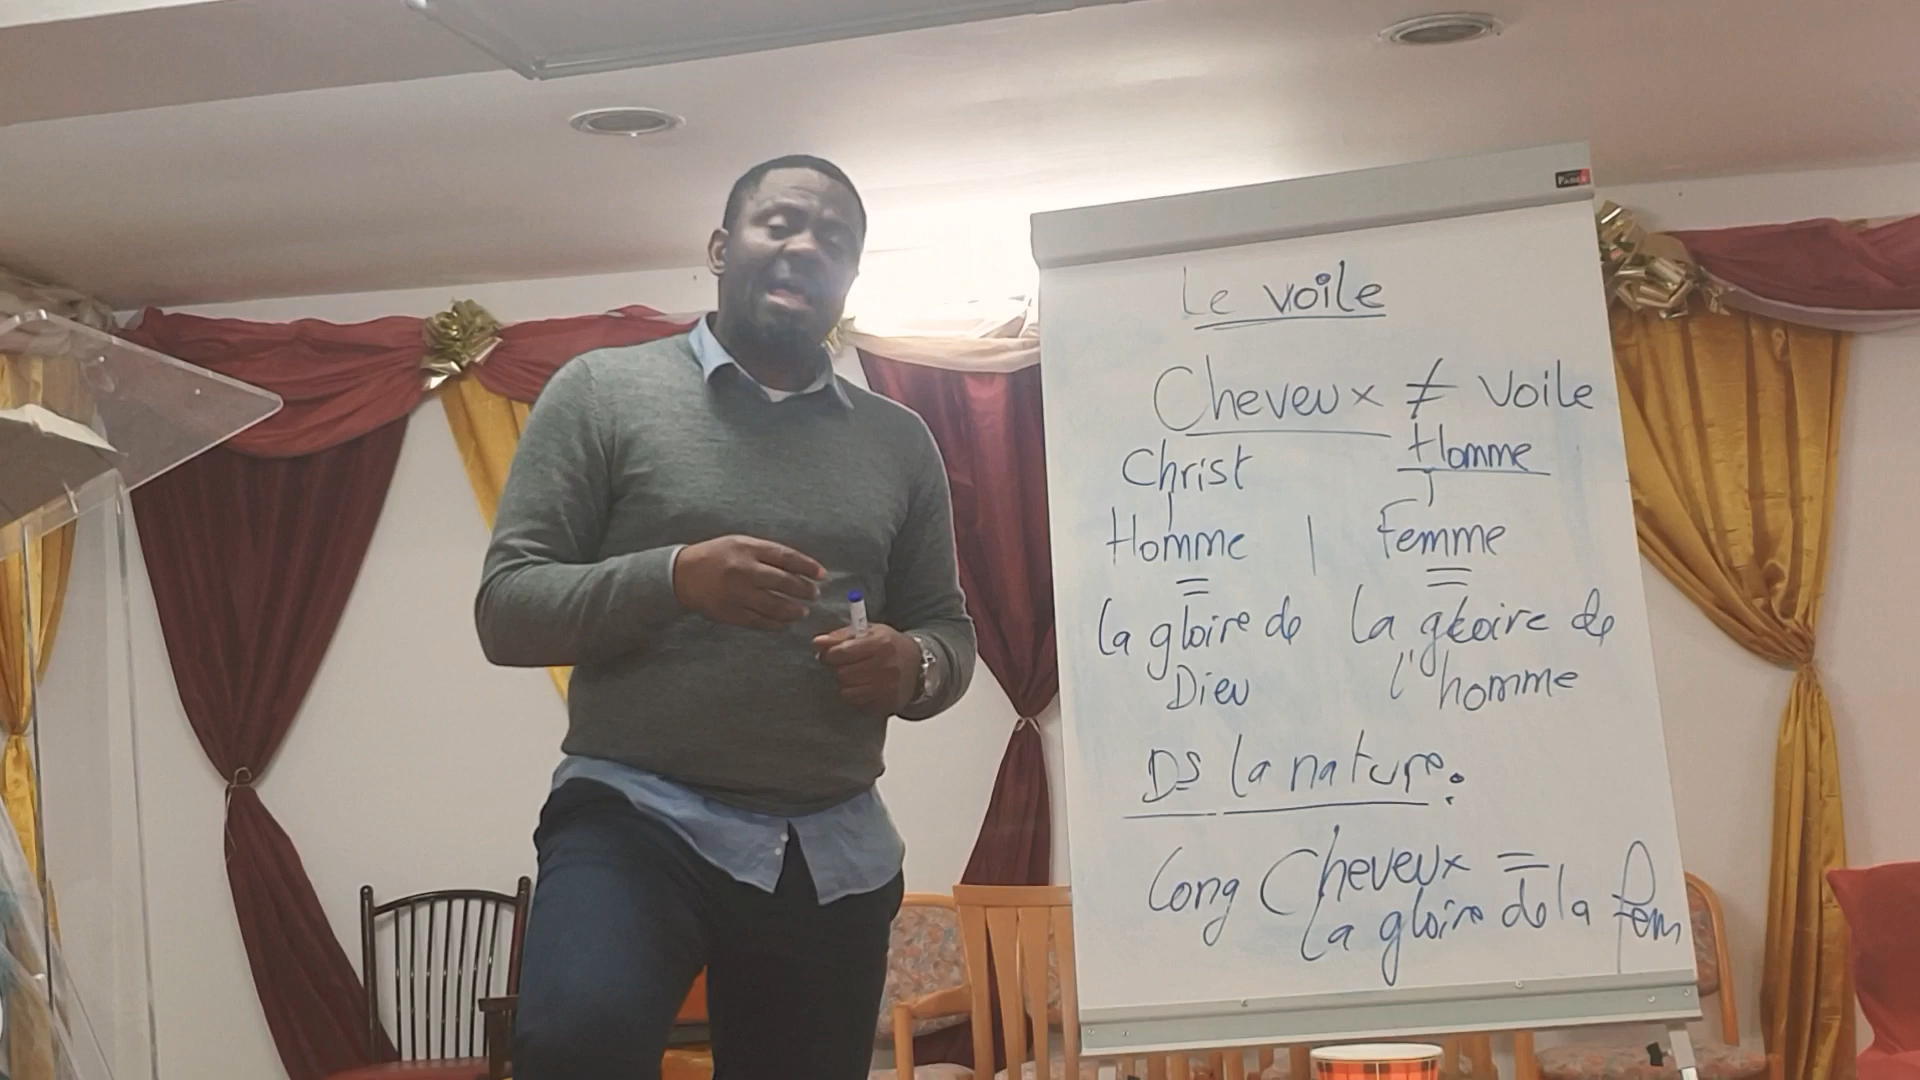 Le voile
Cheveux ≠ voile
Christ Homme
Homme | Femme
= =
la gloire de la gloire de
Dieu l'homme
Ds la nature.
Long Cheveux =
la gloire de la fem